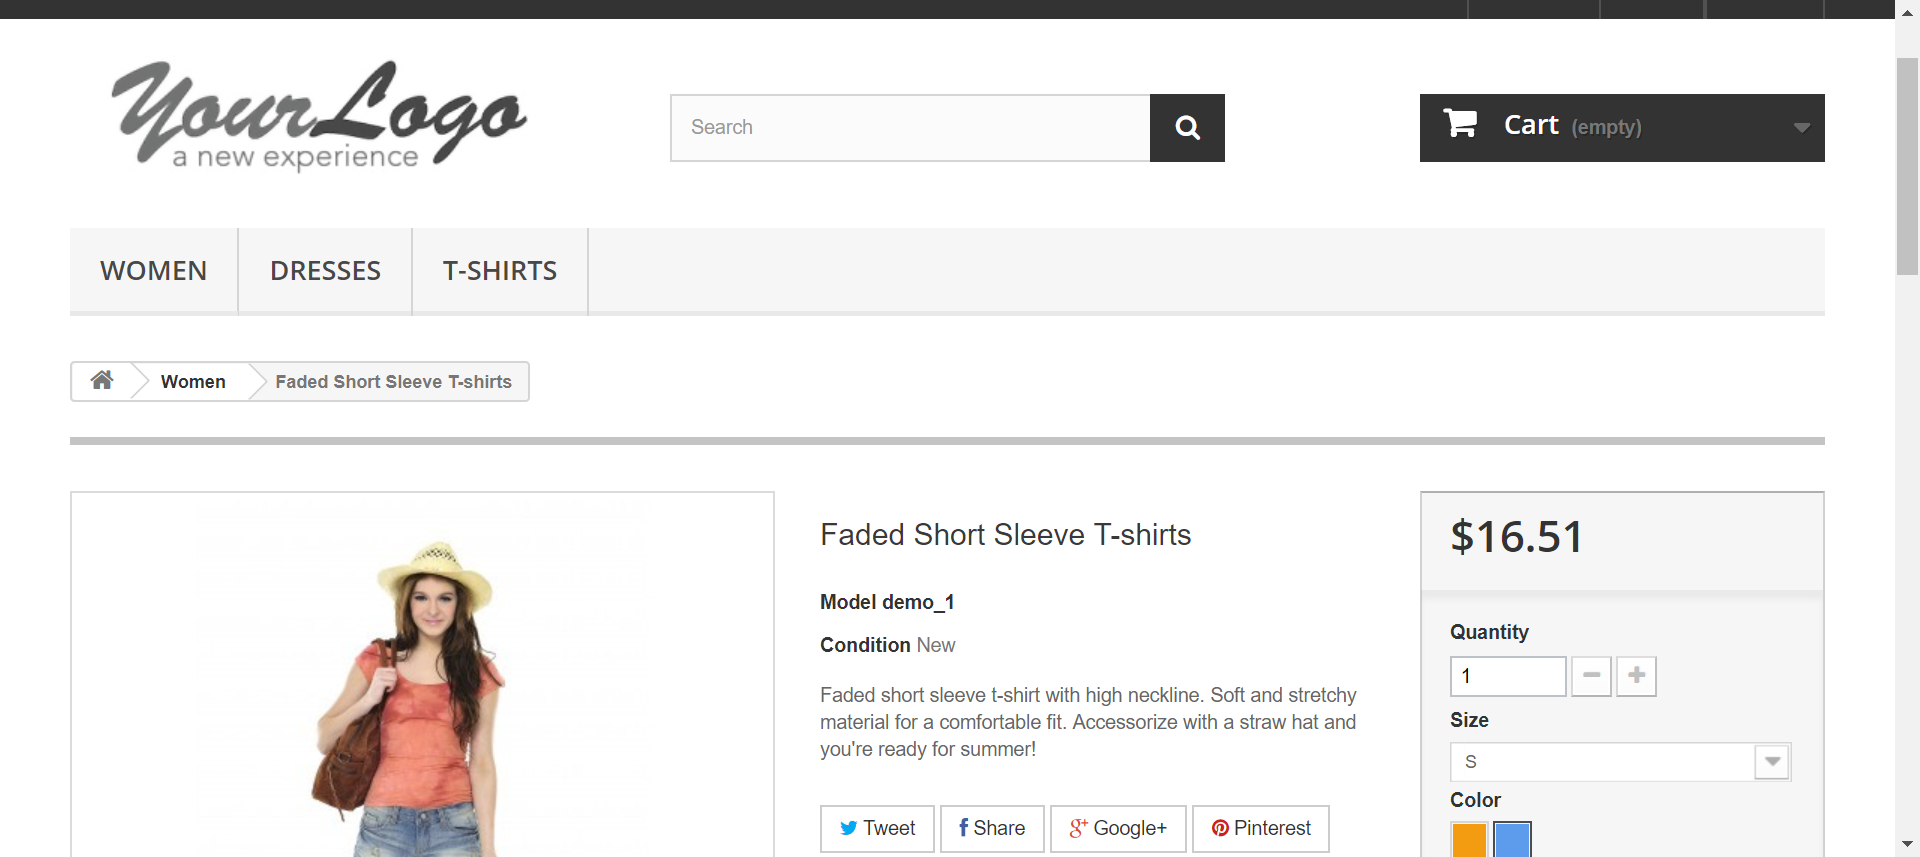 YourLogo
a new experience
Search
Cart (empty)
WOMEN
DRESSES
T-SHIRTS
Women
Faded Short Sleeve T-shirts
Faded Short Sleeve T-shirts
Model demo_1
Condition New
Faded short sleeve t-shirt with high neckline. Soft and stretchy
material for a comfortable fit. Accessorize with a straw hat and
you're ready for summer!
Tweet
Share
Google+
Pinterest
$16.51
Quantity
1
Size
S
Color